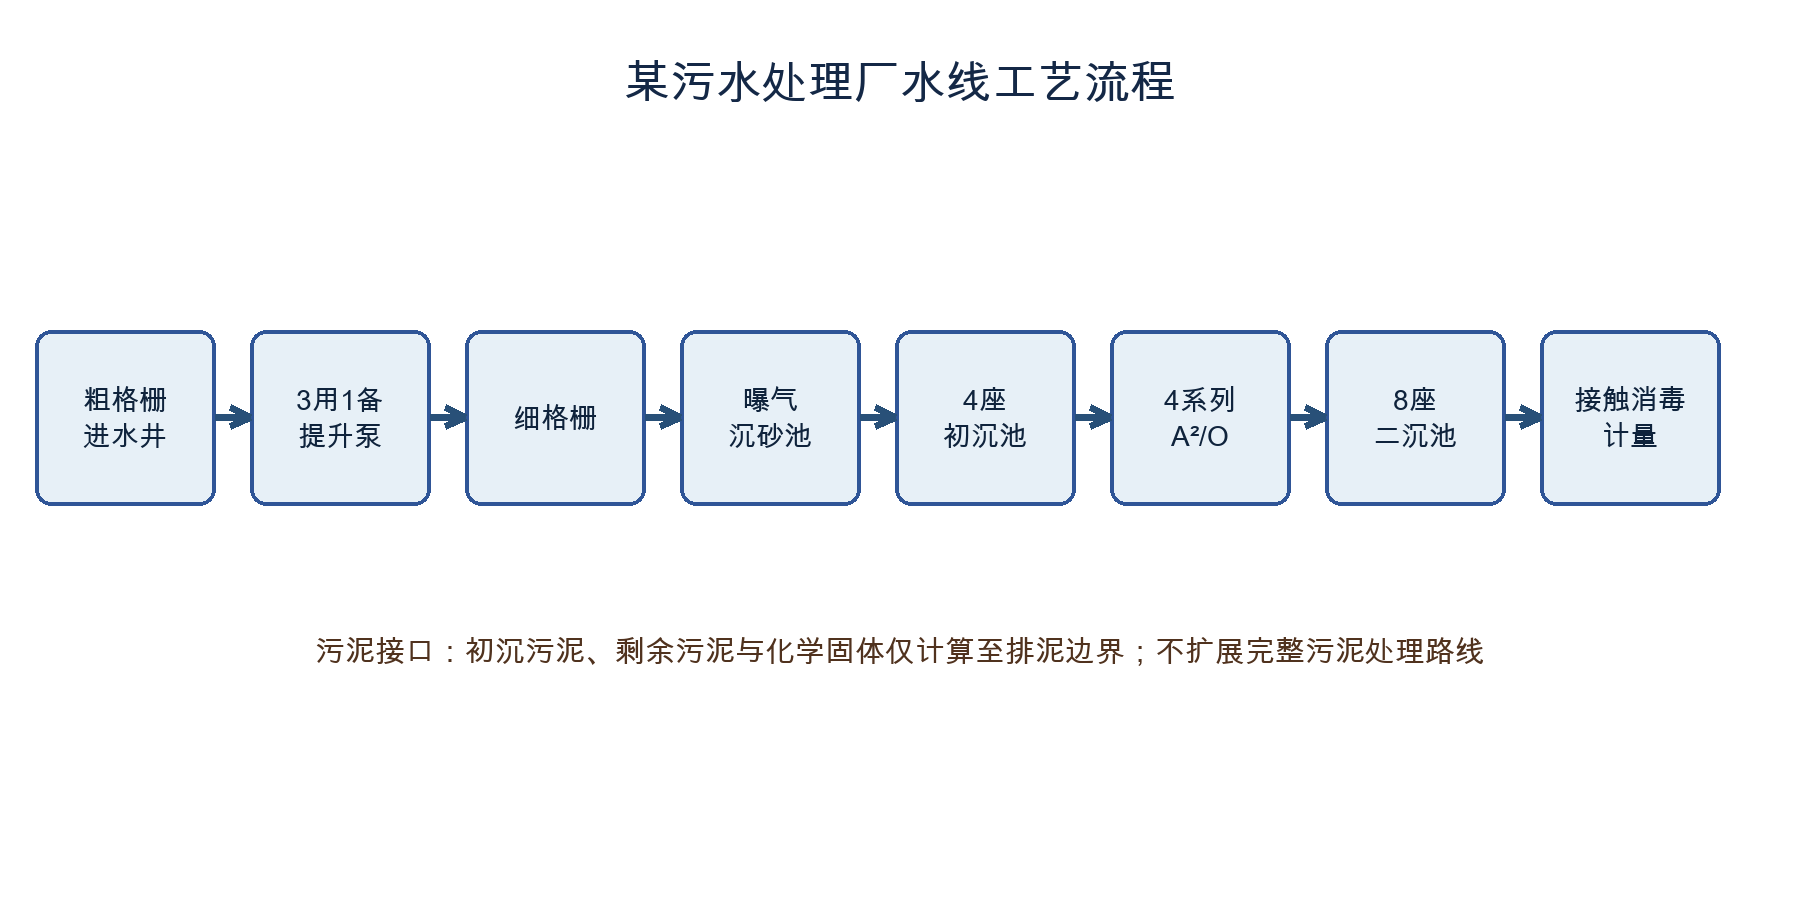 某污水处理厂水线工艺流程
粗格栅
进水井
3用1备
提升泵
细格栅
曝气
沉砂池
4座
初沉池
4系列
A²/O
8座
二沉池
接触消毒
计量
污泥接口：初沉污泥、剩余污泥与化学固体仅计算至排泥边界；不扩展完整污泥处理路线